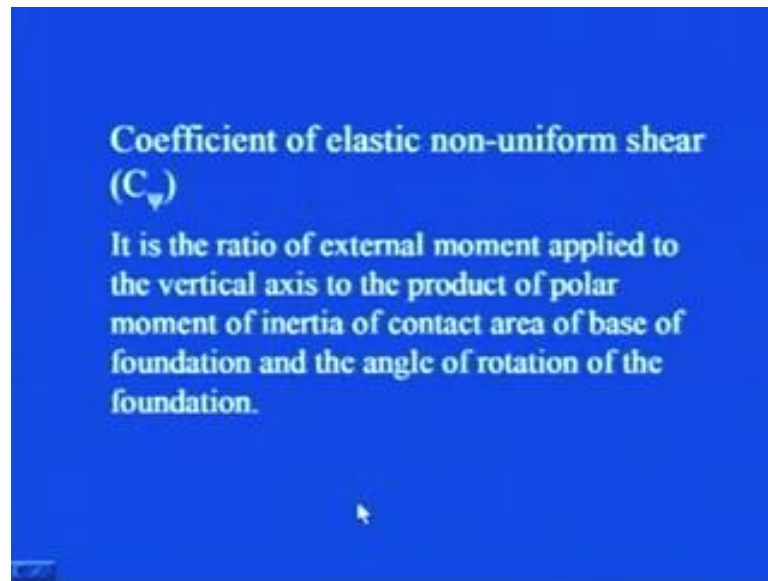 Coefficient of elastic non-uniform shear
(Cψ)
It is the ratio of external moment applied to
the vertical axis to the product of polar
moment of inertia of contact area of base of
foundation and the angle of rotation of the
foundation.